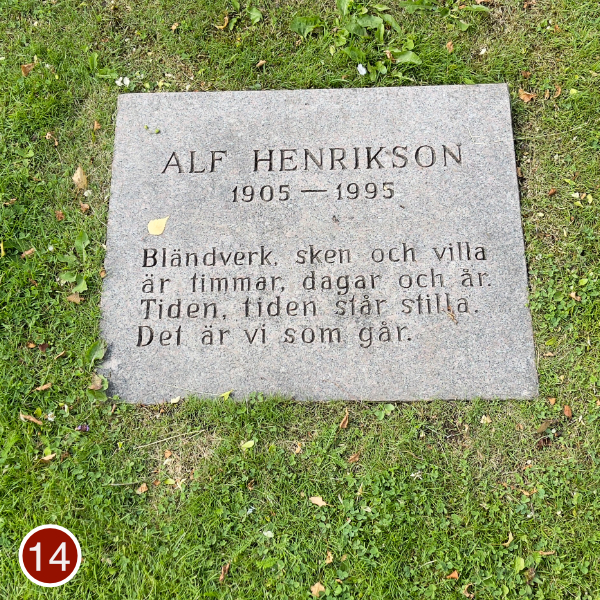 ALF HENRIKSON
1905 — 1995
Bländverk, sken och villa
är timmar, dagar och år.
Tiden, tiden står stilla.
Det är vi som går.
14